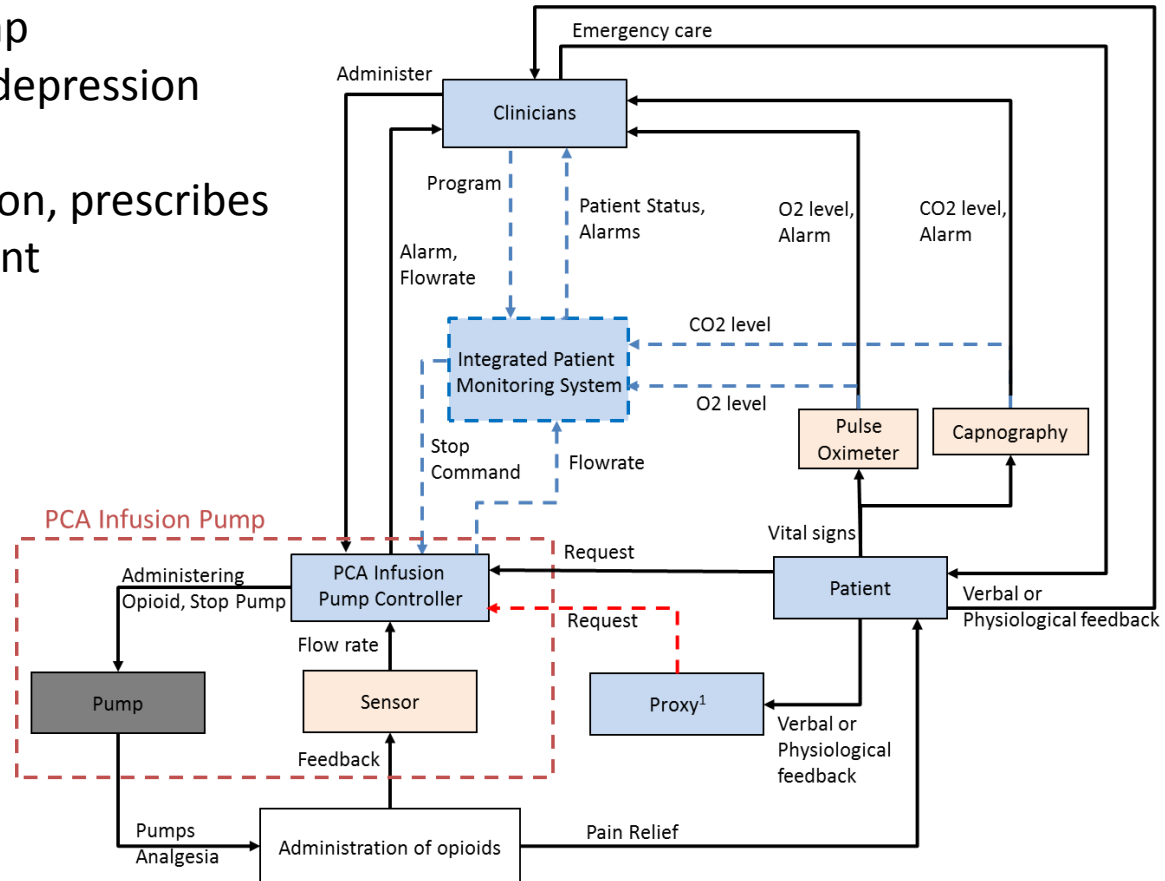 ap
depression
on, prescribes
nt
Emergency care
Administer
Clinicians
Program
Patient Status,
Alarms
O2 level,
Alarm
CO2 level,
Alarm
Alarm,
Flowrate
CO2 level
Integrated Patient
Monitoring System
O2 level
Pulse
Oximeter
Capnography
Stop
Command
Flowrate
PCA Infusion Pump
Vital signs
Request
Administering
Opioid, Stop Pump
PCA Infusion
Pump Controller
Patient
Verbal or
Physiological feedback
Request
Flow rate
Pump
Sensor
Proxy¹
Verbal or
Physiological
feedback
Feedback
Pumps
Analgesia
Administration of opioids
Pain Relief